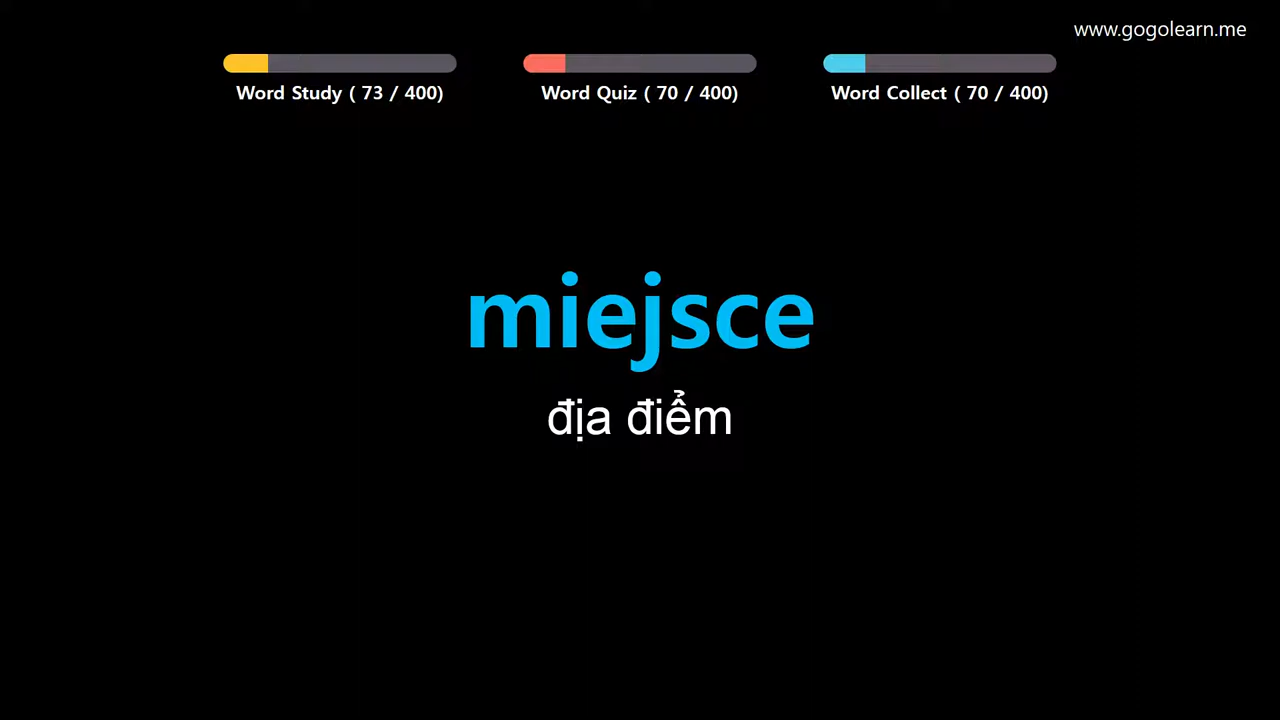 www.gogolearn.me
Word Study ( 73 / 400)
Word Quiz ( 70 / 400)
Word Collect ( 70 / 400)
miejsce
địa điểm